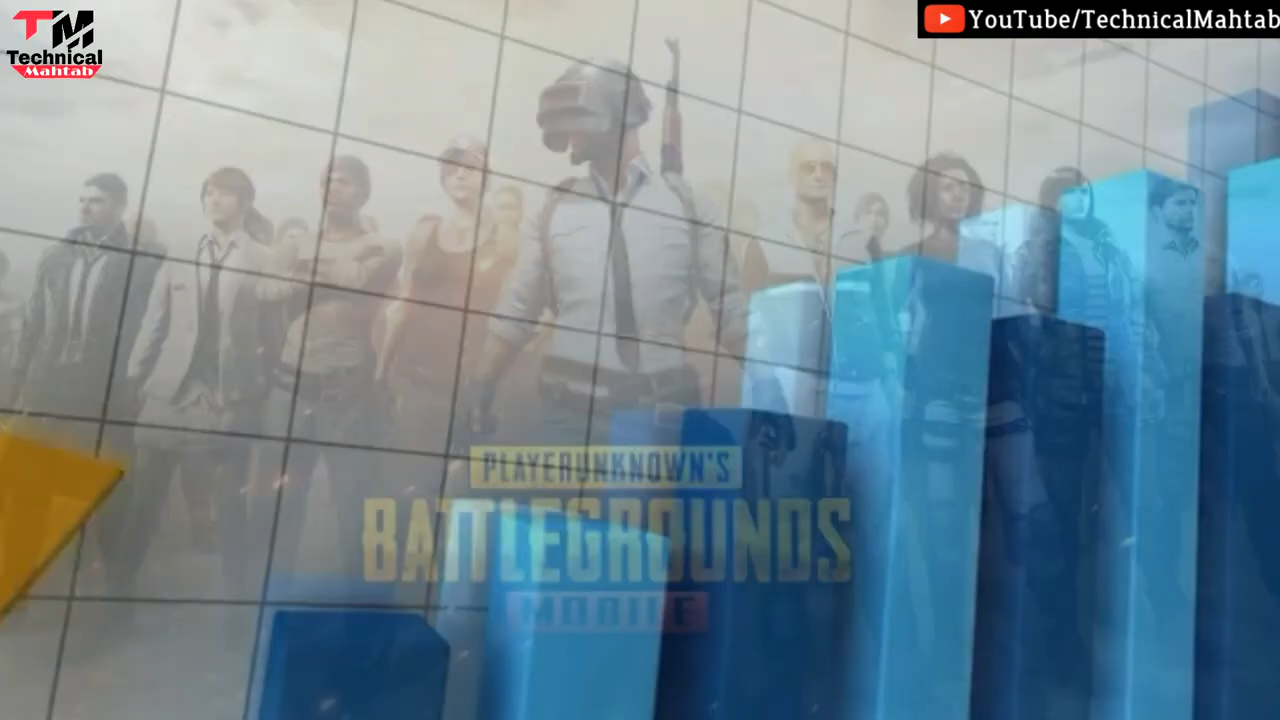 TM
Technical
Mahtab
YouTube/TechnicalMahtab
PLAYERUNKNOWN'S
BATTLEGROUNDS
MOBILE